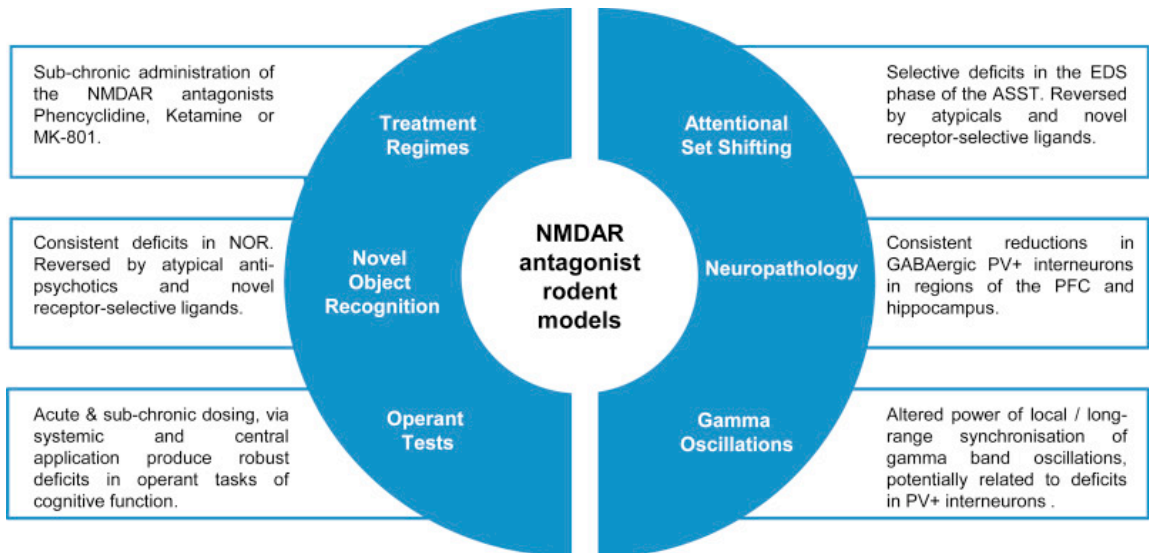 Sub-chronic administration of
the NMDAR antagonists
Phencyclidine, Ketamine or
MK-801.
Treatment
Regimes
Consistent deficits in NOR.
Reversed by atypical anti-
psychotics and novel
receptor-selective ligands.
Novel
Object
Recognition
Acute & sub-chronic dosing, via
systemic and central
application produce robust
deficits in operant tasks of
cognitive function.
Operant
Tests
NMDAR
antagonist
rodent
models
Attentional
Set Shifting
Selective deficits in the EDS
phase of the ASST. Reversed
by atypicals and novel
receptor-selective ligands.
Neuropathology
Consistent reductions in
GABAergic PV+ interneurons
in regions of the PFC and
hippocampus.
Gamma
Oscillations
Altered power of local / long-
range synchronisation of
gamma band oscillations,
potentially related to deficits
in PV+ interneurons .